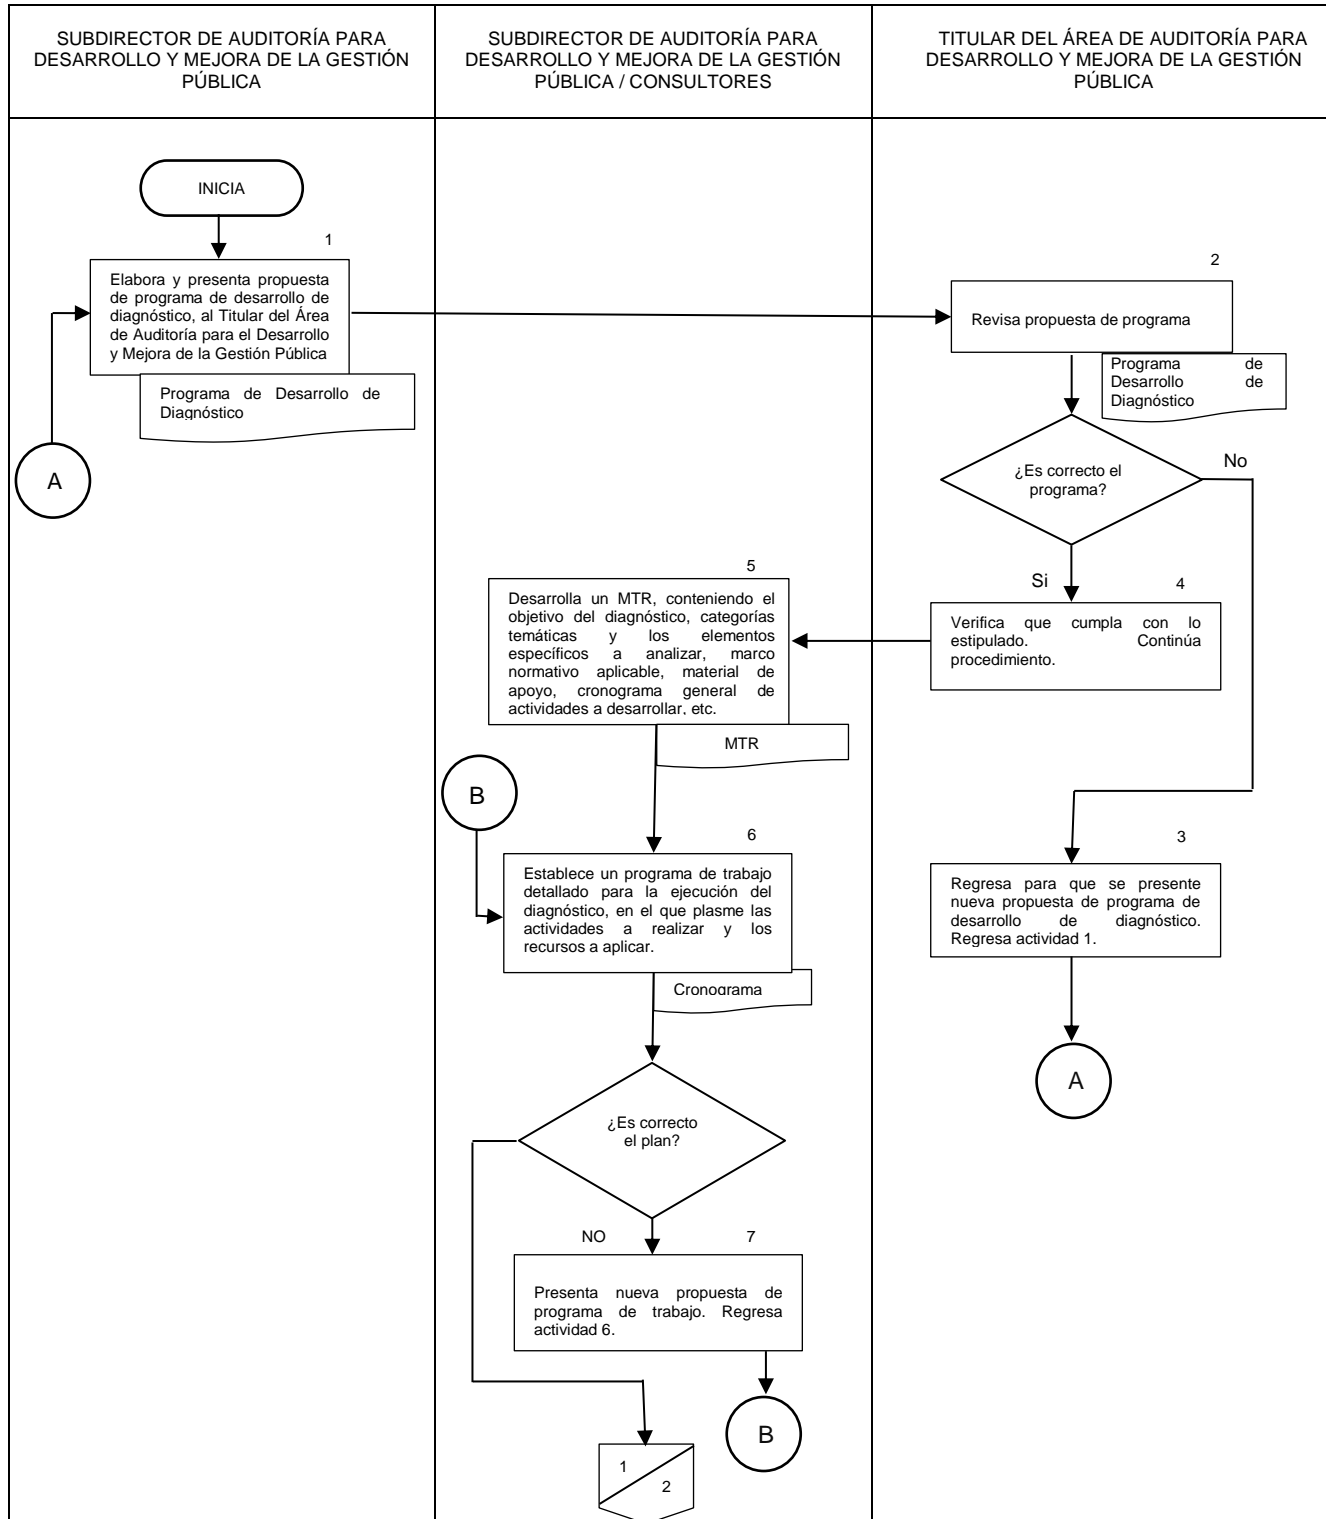 SUBDIRECTOR DE AUDITORÍA PARA
DESARROLLO Y MEJORA DE LA GESTIÓN
PÚBLICA
SUBDIRECTOR DE AUDITORÍA PARA
DESARROLLO Y MEJORA DE LA GESTIÓN
PÚBLICA / CONSULTORES
TITULAR DEL ÁREA DE AUDITORÍA PARA
DESARROLLO Y MEJORA DE LA GESTIÓN
PÚBLICA
INICIA
1
Elabora y presenta propuesta
de programa de desarrollo de
diagnóstico, al Titular del Área
de Auditoría para el Desarrollo
y Mejora de la Gestión Pública
Programa de Desarrollo de
Diagnóstico
A
2
Revisa propuesta de programa
Programa de
Desarrollo de
Diagnóstico
¿Es correcto el
programa?
No
Si
4
Verifica que cumpla con lo
estipulado. Continúa
procedimiento.
5
Desarrolla un MTR, conteniendo el
objetivo del diagnóstico, categorías
temáticas y los elementos
específicos a analizar, marco
normativo aplicable, material de
apoyo, cronograma general de
actividades a desarrollar, etc.
MTR
B
3
Regresa para que se presente
nueva propuesta de programa de
desarrollo de diagnóstico.
Regresa actividad 1.
A
6
Establece un programa de trabajo
detallado para la ejecución del
diagnóstico, en el que plasme las
actividades a realizar y los
recursos a aplicar.
Cronograma
¿Es correcto
el plan?
NO
7
Presenta nueva propuesta de
programa de trabajo. Regresa
actividad 6.
B
1
2